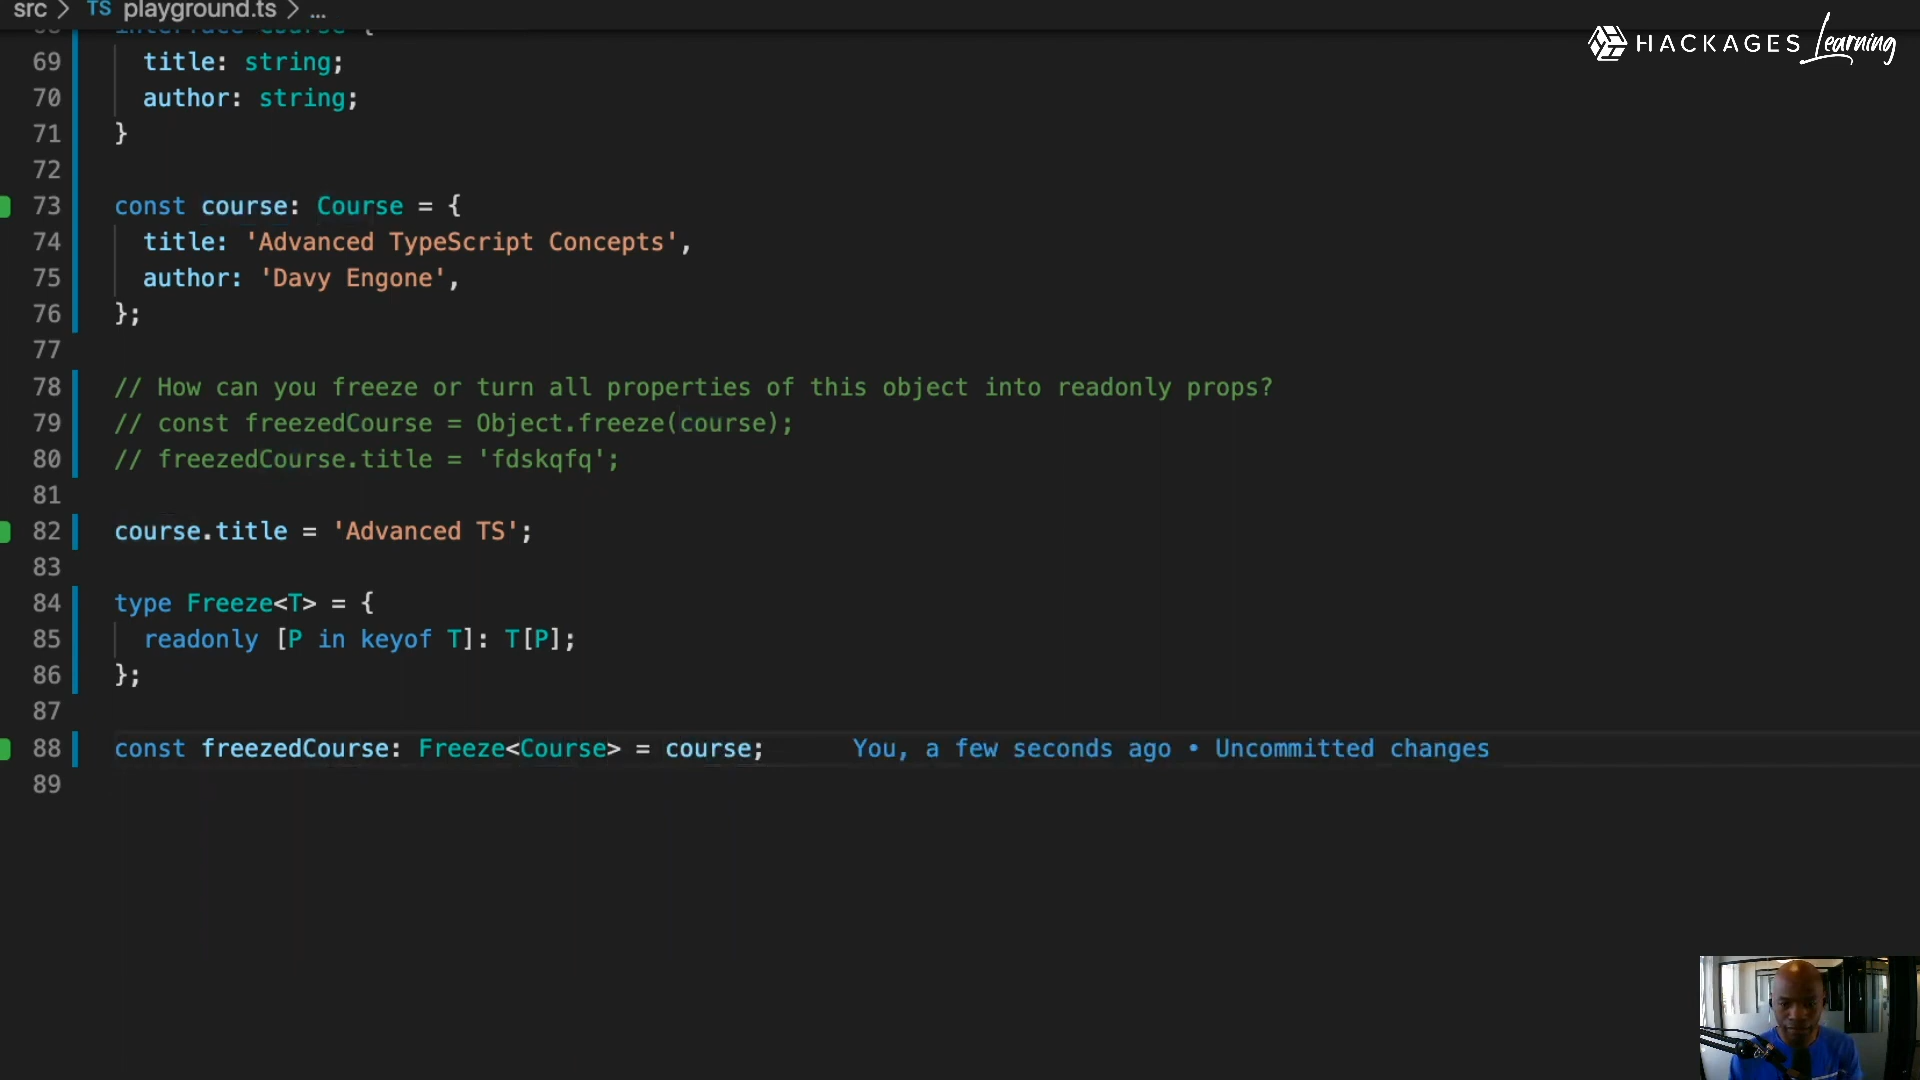 src > TS playground.ts > ...
HACKAGES Learning
68 interface Course {
69 title: string;
70 author: string;
71 }
72
73 const course: Course = {
74 title: 'Advanced TypeScript Concepts',
75 author: 'Davy Engone',
76 };
77
78 // How can you freeze or turn all properties of this object into readonly props?
79 // const freezedCourse = Object.freeze(course);
80 // freezedCourse.title = 'fdskqfq';
81
82 course.title = 'Advanced TS';
83
84 type Freeze<T> = {
85 readonly [P in keyof T]: T[P];
86 };
87
88 const freezedCourse: Freeze<Course> = course; You, a few seconds ago • Uncommitted changes
89